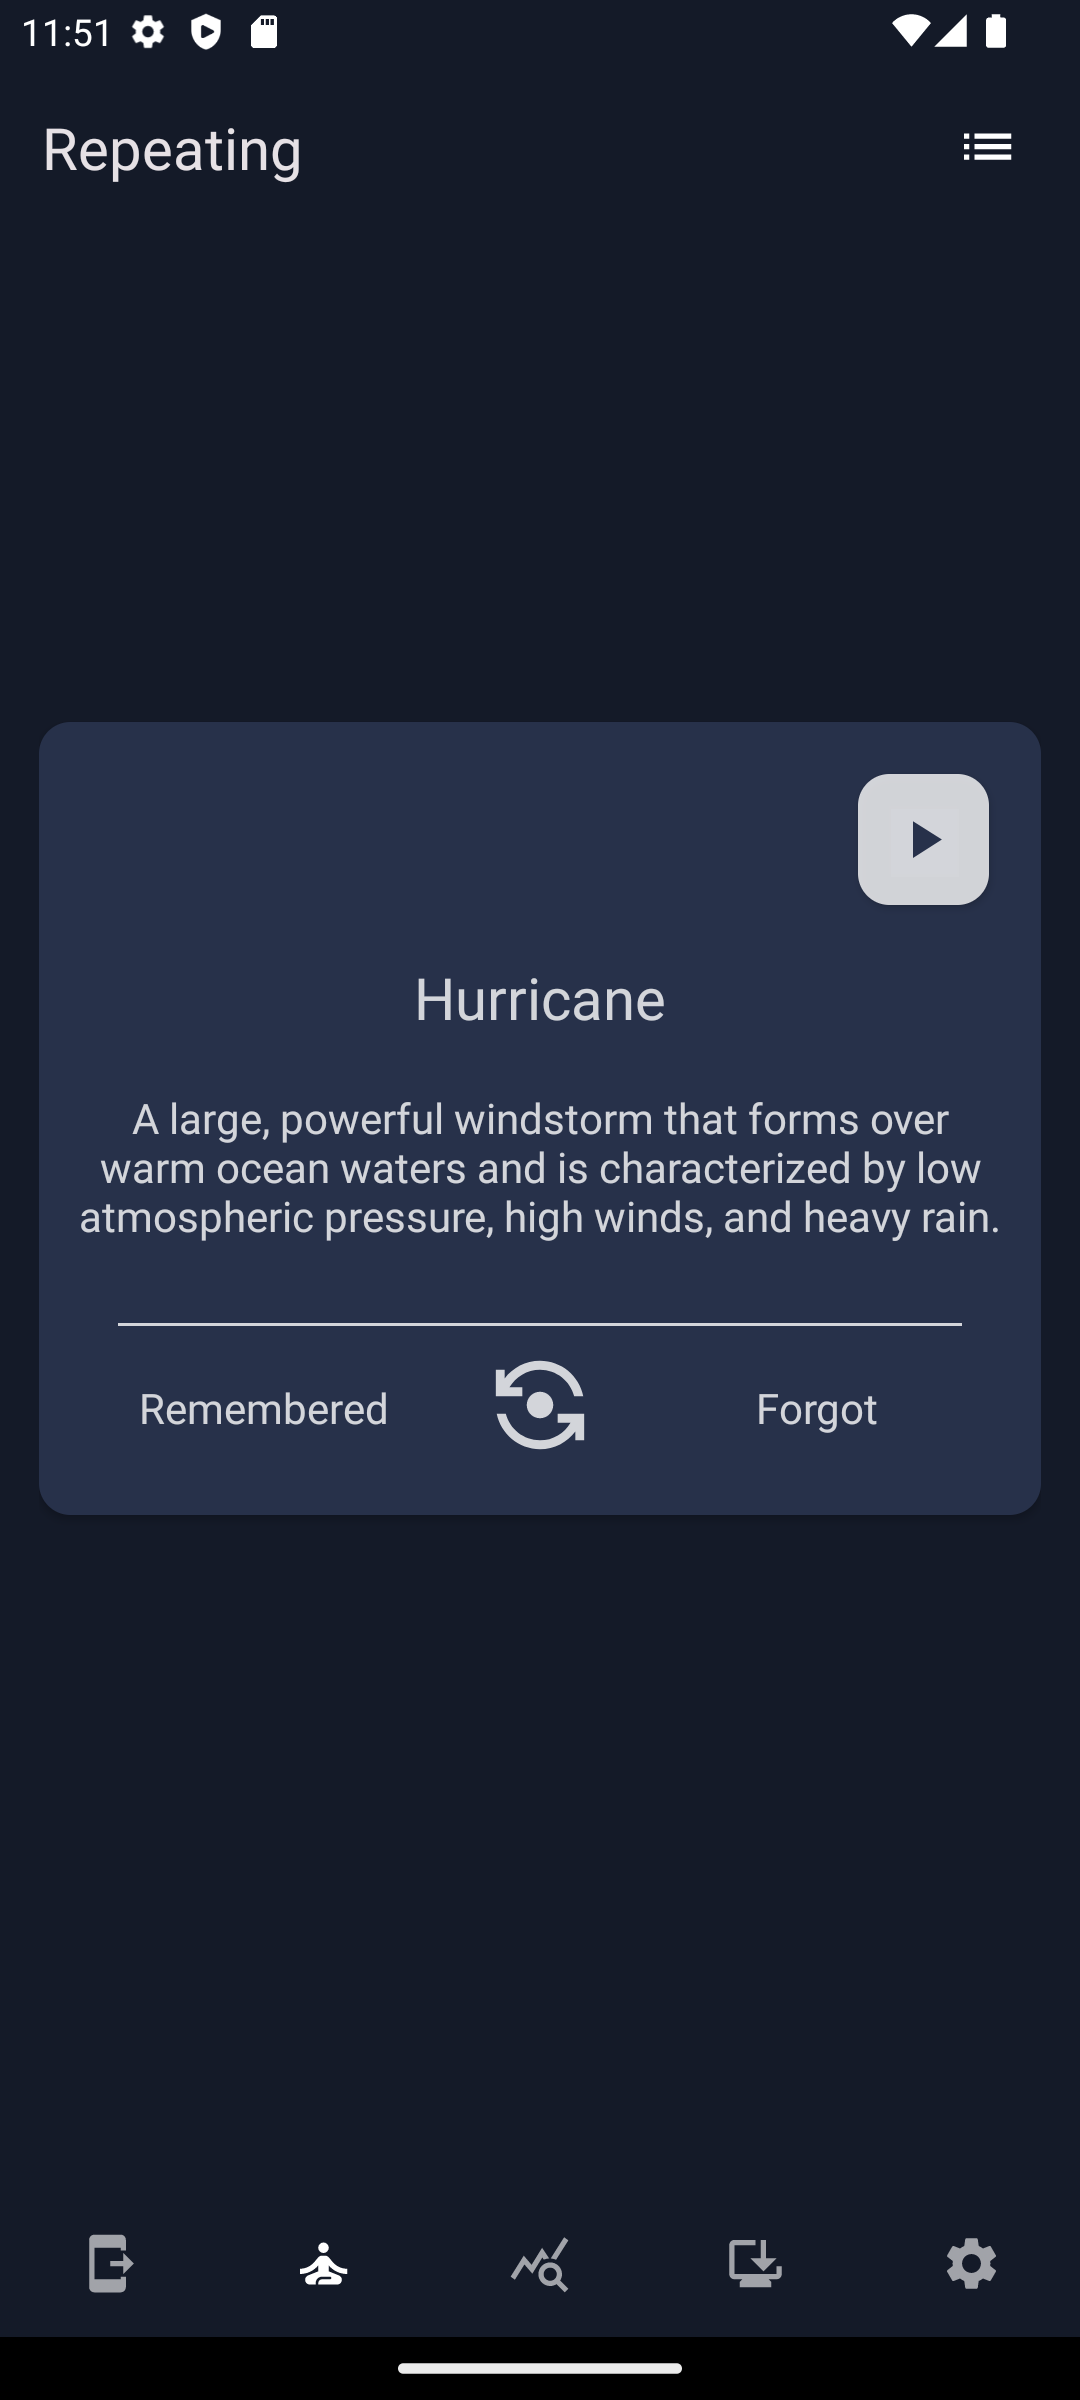 11:51
Repeating
Hurricane
A large, powerful windstorm that forms over
warm ocean waters and is characterized by low
atmospheric pressure, high winds, and heavy rain.
Remembered
Forgot